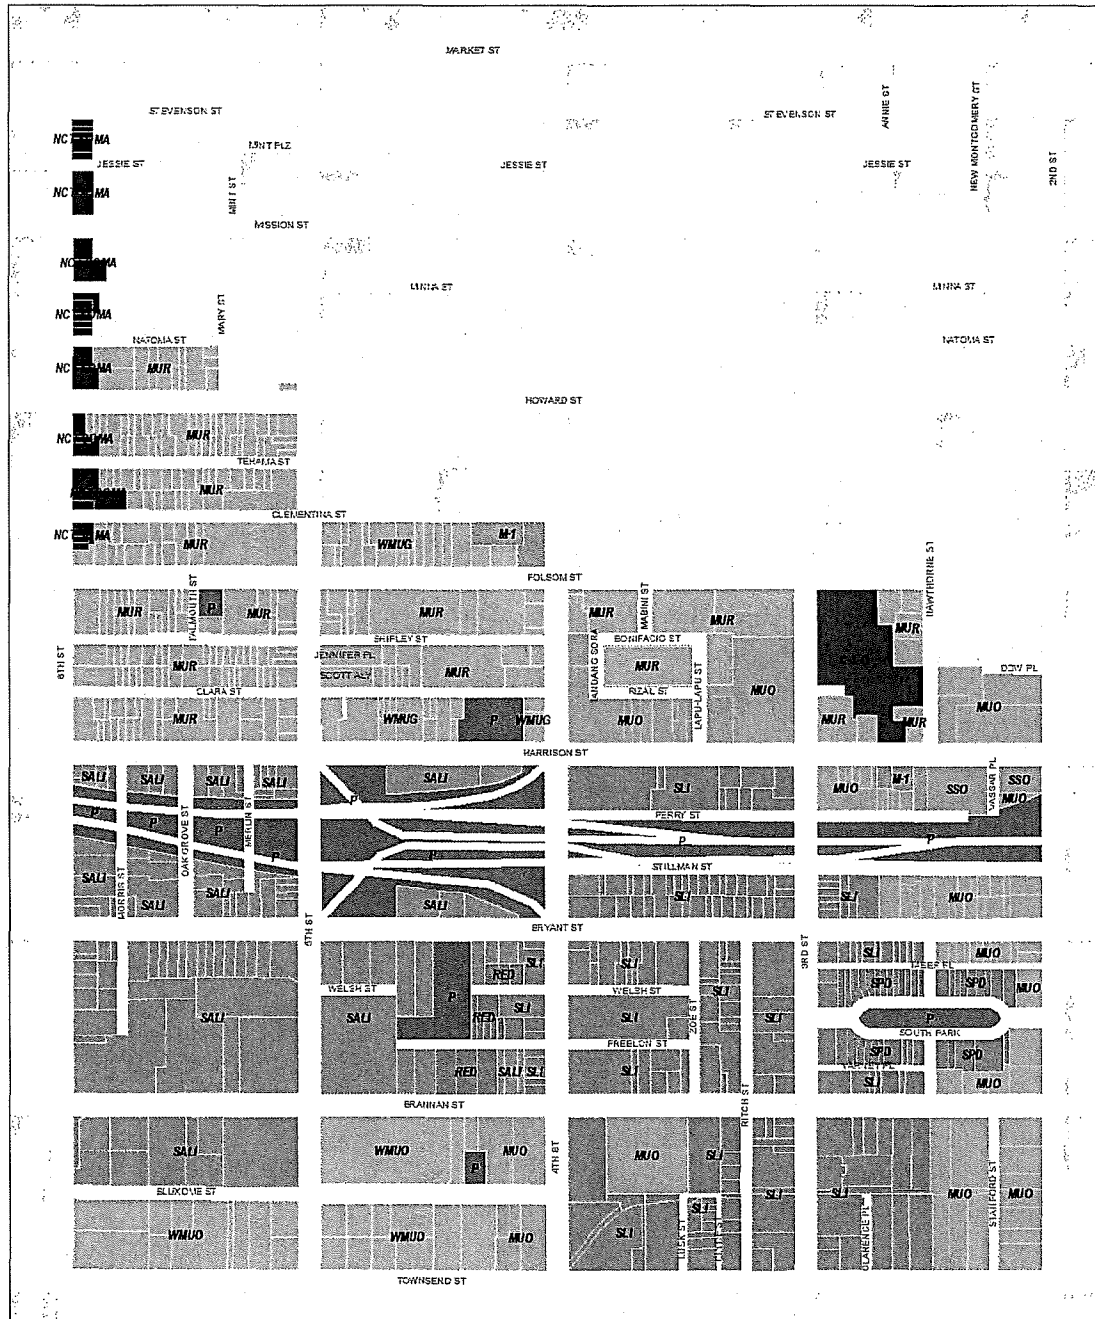 MARKET ST
STEVENSON ST
STEVENSON ST
ANNIE ST
NEW MONTGOMERY ST
MINT PLZ
JESSIE ST
JESSIE ST
JESSIE ST
2ND ST
MINT ST
MISSION ST
MINNA ST
MINNA ST
MARY ST
NATOMA ST
NATOMA ST
MUR
HOWARD ST
MUR
TEHAMA ST
MUR
CLEMENTINA ST
MUR
WMUG
M-1
FOLSOM ST
HAWTHORNE ST
MUR
FALMOUTH ST
P
MUR
MUR
MUR
MABINI ST
MUR
MUR
SHIPLEY ST
BONIFACIO ST
6TH ST
MUR
JENNIFER PL
SCOTT ALY
MUR
LANDANG SORA
MUR
LAPU-LAPU ST
MUO
DOW PL
MUO
CLARA ST
RIZAL ST
MUR
WMUG
P
WMUG
MUO
MUR
MUR
HARRISON ST
SALI
SALI
SALI
SALI
SALI
SLI
MUO
M-1
SSO
VASSAR PL
SSO
MUO
P
PERRY ST
P
P
P
OAK GROVE ST
MERLIN ST
P
P
P
P
STILLMAN ST
SALI
MORRIS ST
SALI
SALI
SALI
SLI
SLI
MUO
5TH ST
BRYANT ST
3RD ST
SLI
SLI
SLI
MUO
RED
WELSH ST
P
WELSH ST
SLI
SPD
SPD
MUO
SALI
SALI
RED
SLI
SLI
ZOE ST
SLI
P
SOUTH PARK
FREELON ST
RED
SALI
SLI
SLI
SPD
SPD
SLI
MUO
BRANNAN ST
RITCH ST
SALI
WMUO
P
MUO
4TH ST
MUO
SLI
SLI
SLI
MUO
STANFORD ST
MUO
BLUXOME ST
WMUO
WMUO
MUO
SLI
LUSK ST
SLI
CLARENCE PL
TOWNSEND ST